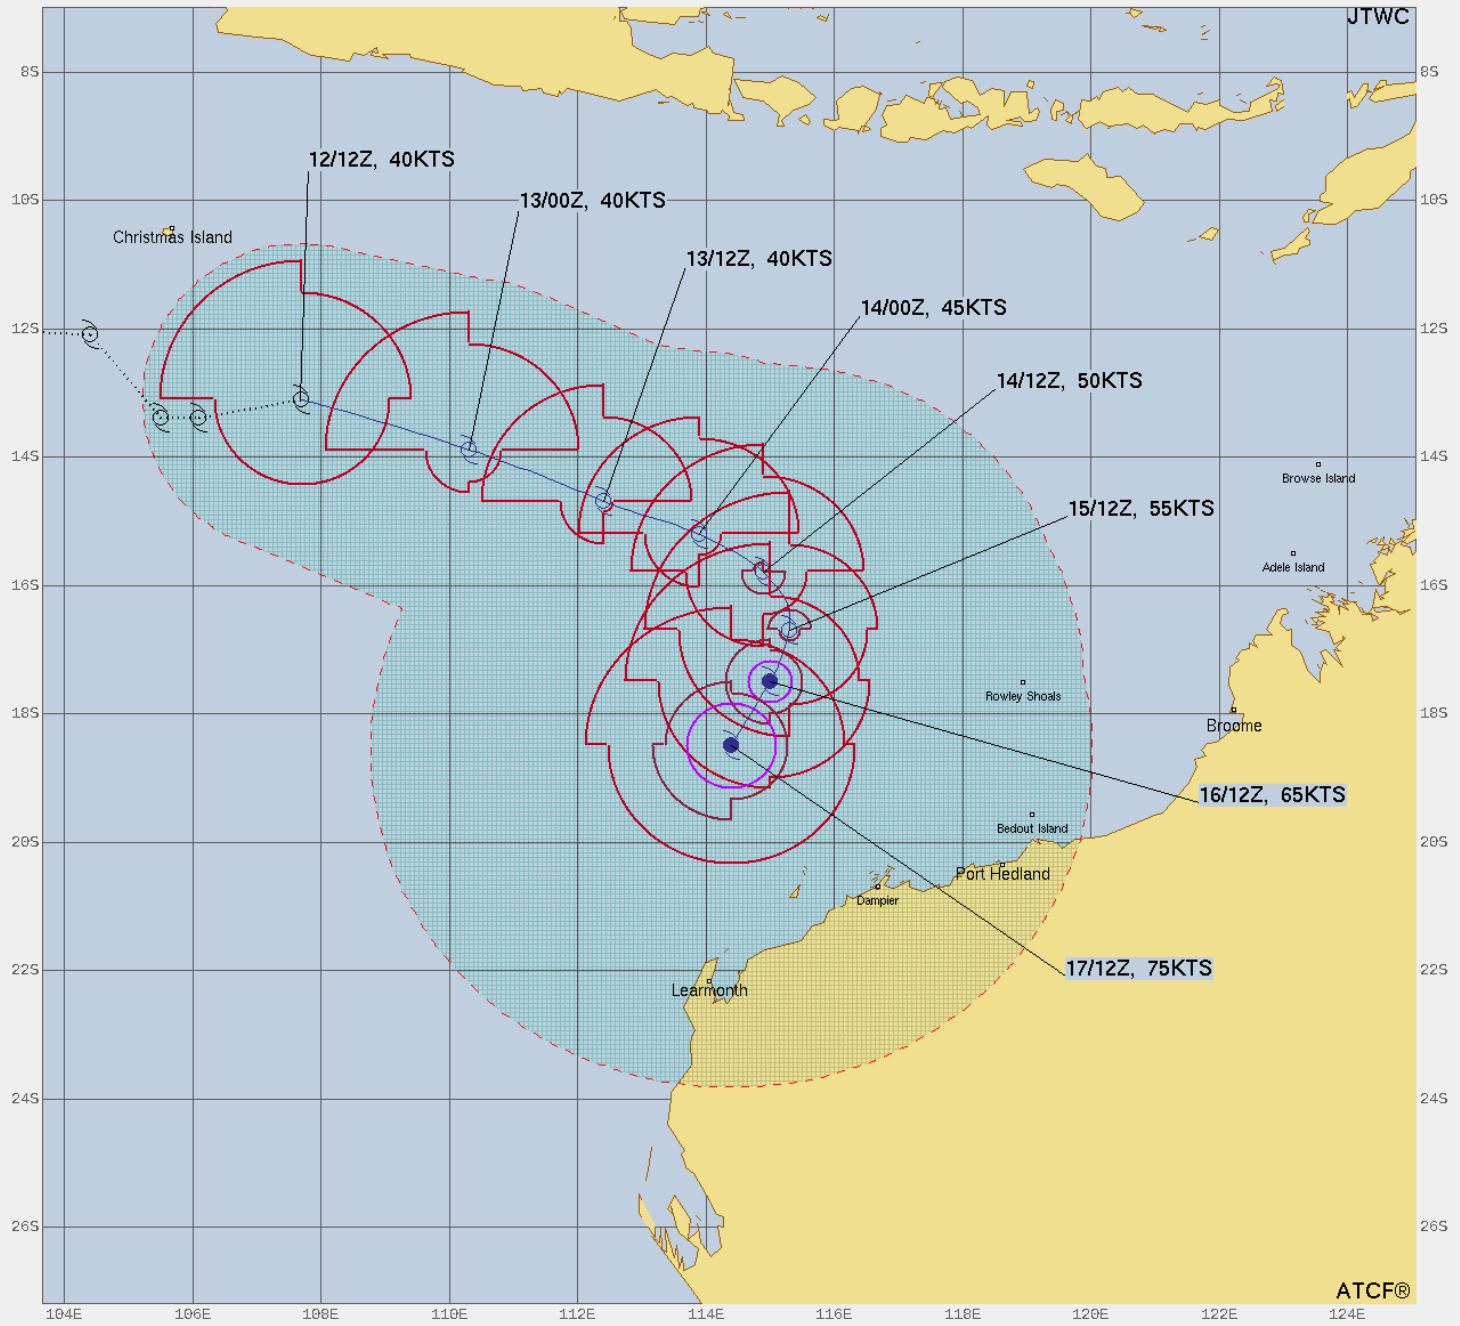 JTWC
8S
8S
12/12Z, 40KTS
10S
13/00Z, 40KTS
10S
Christmas Island
13/12Z, 40KTS
14/00Z, 45KTS
12S
12S
14/12Z, 50KTS
14S
14S
Browse Island
15/12Z, 55KTS
Adele Island
16S
16S
Rowley Shoals
18S
18S
Broome
16/12Z, 65KTS
Bedout Island
20S
20S
Port Hedland
Dampier
22S
17/12Z, 75KTS
22S
Learmonth
24S
24S
26S
26S
ATCF®
104E 106E 108E 110E 112E 114E 116E 118E 120E 122E 124E